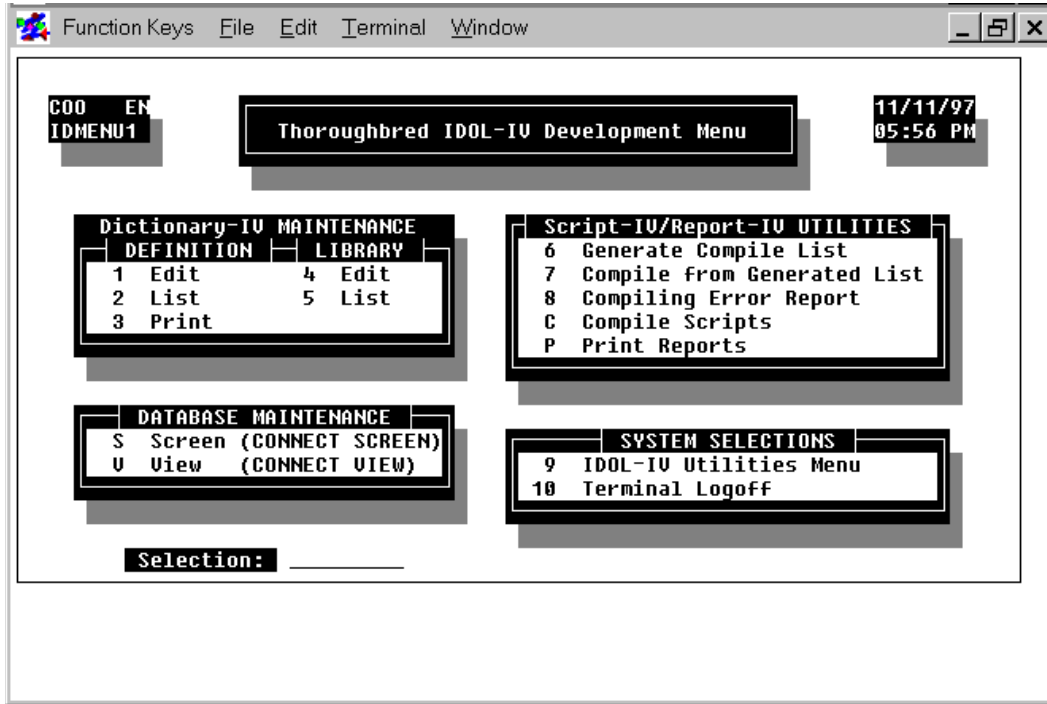 Function Keys File Edit Terminal Window
C00 EN
IDMENU1
Thoroughbred IDOL-IV Development Menu
11/11/97
05:56 PM
Dictionary-IV MAINTENANCE
DEFINITION LIBRARY
1 Edit 4 Edit
2 List 5 List
3 Print
Script-IV/Report-IV UTILITIES
6 Generate Compile List
7 Compile from Generated List
8 Compiling Error Report
C Compile Scripts
P Print Reports
DATABASE MAINTENANCE
S Screen (CONNECT SCREEN)
V View (CONNECT VIEW)
SYSTEM SELECTIONS
9 IDOL-IV Utilities Menu
10 Terminal Logoff
Selection: